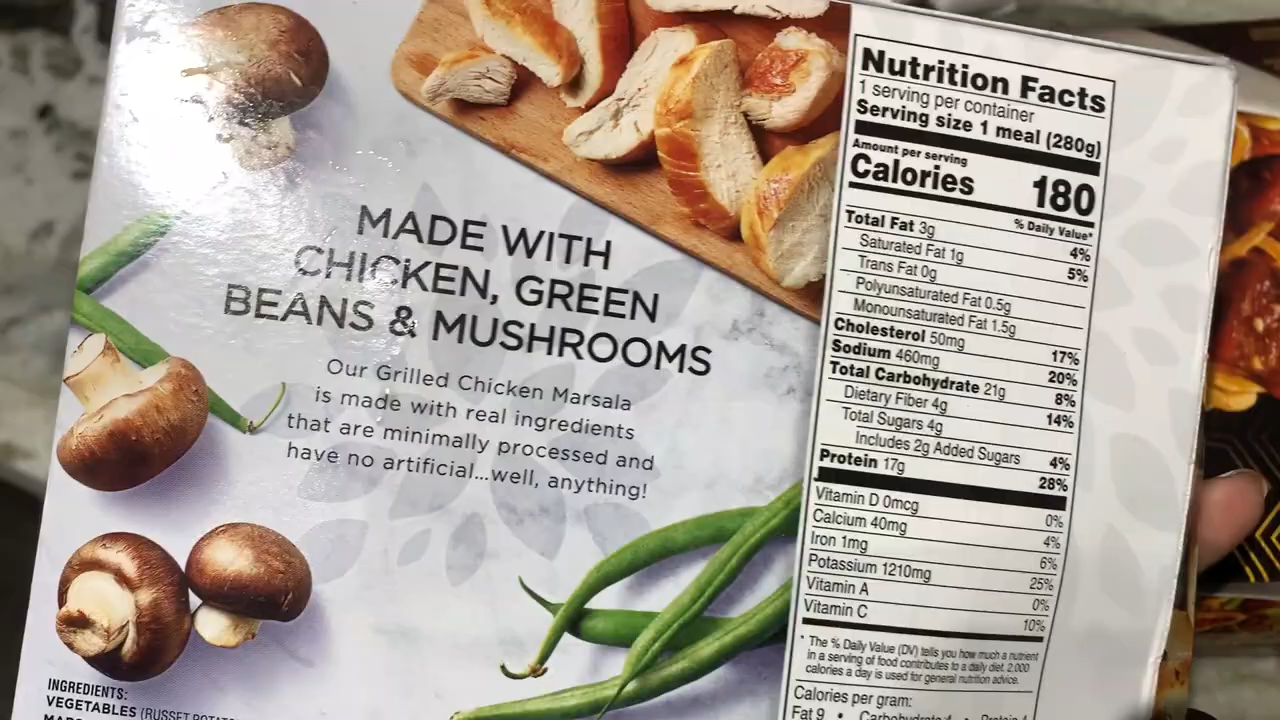 MADE WITH
CHICKEN, GREEN
BEANS & MUSHROOMS
Our Grilled Chicken Marsala
is made with real ingredients
that are minimally processed and
have no artificial...well, anything!
INGREDIENTS:
VEGETABLES (RUSSET
Nutrition Facts
1 serving per container
Serving size 1 meal (280g)
Amount per serving
Calories 180
% Daily Value*
Total Fat 3g 4%
Saturated Fat 1g 5%
Trans Fat 0g
Polyunsaturated Fat 0.5g
Monounsaturated Fat 1.5g
Cholesterol 50mg 17%
Sodium 460mg 20%
Total Carbohydrate 21g 8%
Dietary Fiber 4g 14%
Total Sugars 4g
Includes 2g Added Sugars 4%
Protein 17g 28%
Vitamin D 0mcg 0%
Calcium 40mg 4%
Iron 1mg 6%
Potassium 1210mg 25%
Vitamin A 0%
Vitamin C 10%
* The % Daily Value (DV) tells you how much a nutrient
in a serving of food contributes to a daily diet. 2,000
calories a day is used for general nutrition advice.
Calories per gram:
Fat 9 • Carbohydrate 4 • Protein 4